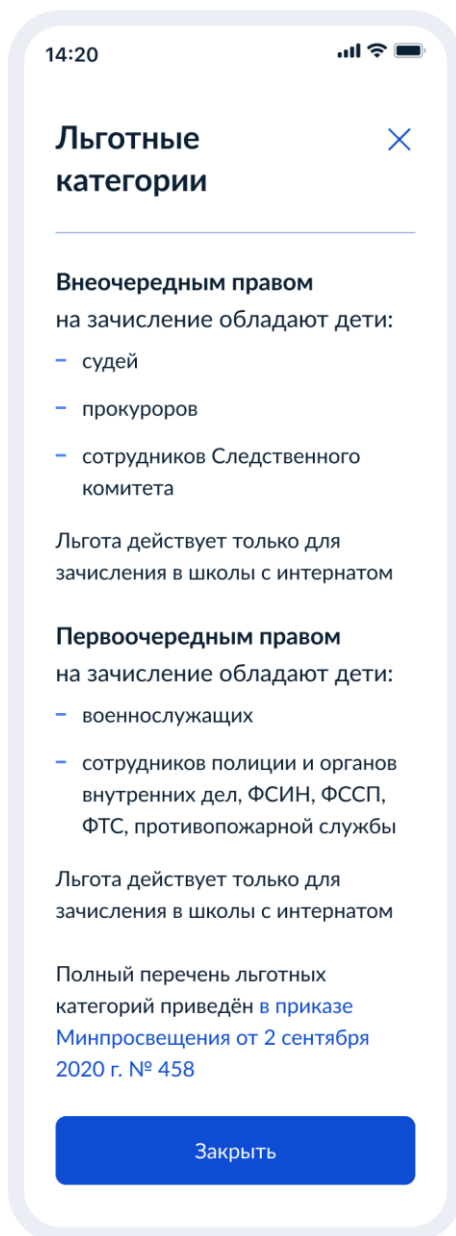 14:20
Льготные
категории
Внеочередным правом
на зачисление обладают дети:
– судей
– прокуроров
– сотрудников Следственного
комитета
Льгота действует только для
зачисления в школы с интернатом
Первоочередным правом
на зачисление обладают дети:
– военнослужащих
– сотрудников полиции и органов
внутренних дел, ФСИН, ФССП,
ФТС, противопожарной службы
Льгота действует только для
зачисления в школы с интернатом
Полный перечень льготных
категорий приведён в приказе
Минпросвещения от 2 сентября
2020 г. № 458
Закрыть